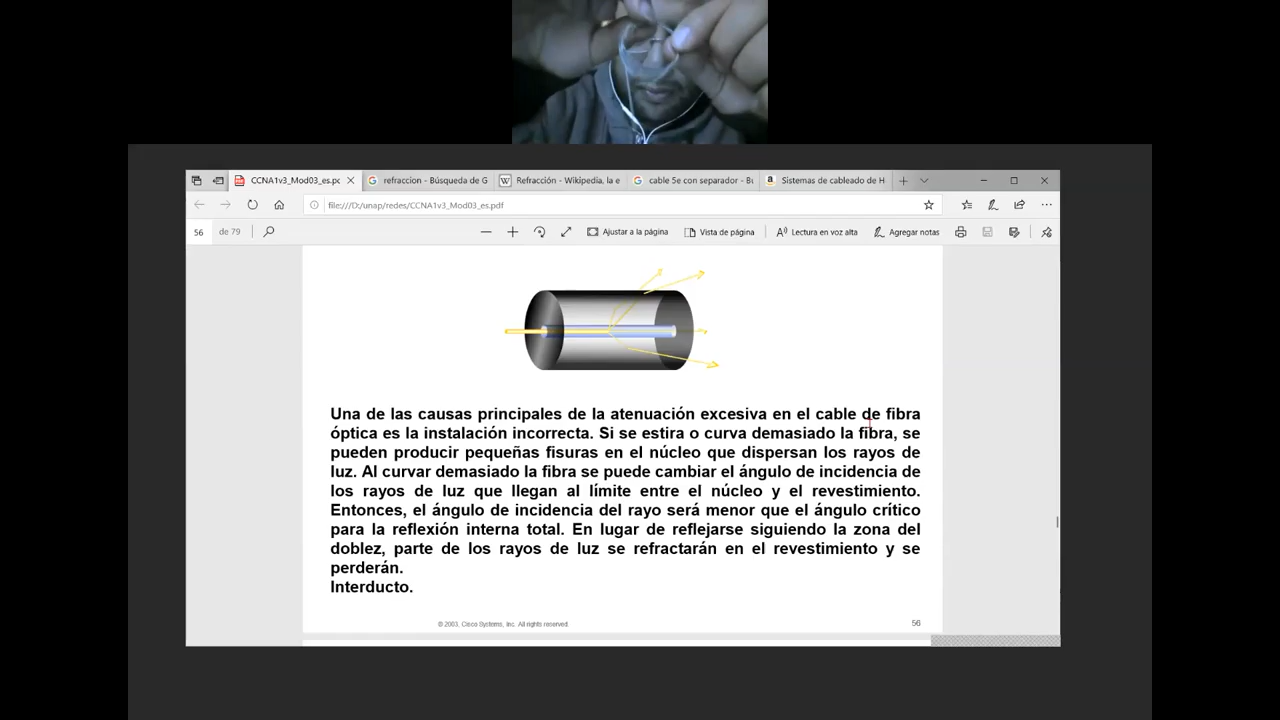 CCNA1v3_Mod03_es.pc
refraccion - Búsqueda de G
Refracción - Wikipedia, la e
cable 5e con separador - Bu
Sistemas de cableado de H
file:///D:/unap/redes/CCNA1v3_Mod03_es.pdf
56 de 79
Ajustar a la página
Vista de página
Lectura en voz alta
Agregar notas
Una de las causas principales de la atenuación excesiva en el cable de fibra
óptica es la instalación incorrecta. Si se estira o curva demasiado la fibra, se
pueden producir pequeñas fisuras en el núcleo que dispersan los rayos de
luz. Al curvar demasiado la fibra se puede cambiar el ángulo de incidencia de
los rayos de luz que llegan al límite entre el núcleo y el revestimiento.
Entonces, el ángulo de incidencia del rayo será menor que el ángulo crítico
para la reflexión interna total. En lugar de reflejarse siguiendo la zona del
doblez, parte de los rayos de luz se refractarán en el revestimiento y se
perderán.
Interducto.
© 2003, Cisco Systems, Inc. All rights reserved.
56